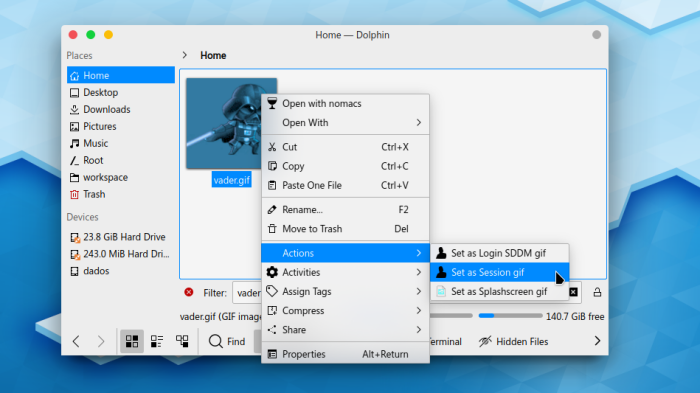 Home — Dolphin
Places
Home
Home
Desktop
Downloads
Pictures
Music
Root
workspace
Trash
Devices
23.8 GiB Hard Drive
243.0 MiB Hard Dri...
dados
vader.gif
Open with nomacs
Open With
Cut Ctrl+X
Copy Ctrl+C
Paste One File Ctrl+V
Rename... F2
Move to Trash Del
Actions
Activities
Assign Tags
Compress
Share
Properties Alt+Return
Set as Login SDDM gif
Set as Session gif
Set as Splashscreen gif
Filter: vader
vader.gif (GIF imag
140.7 GiB free
Find
erminal
Hidden Files